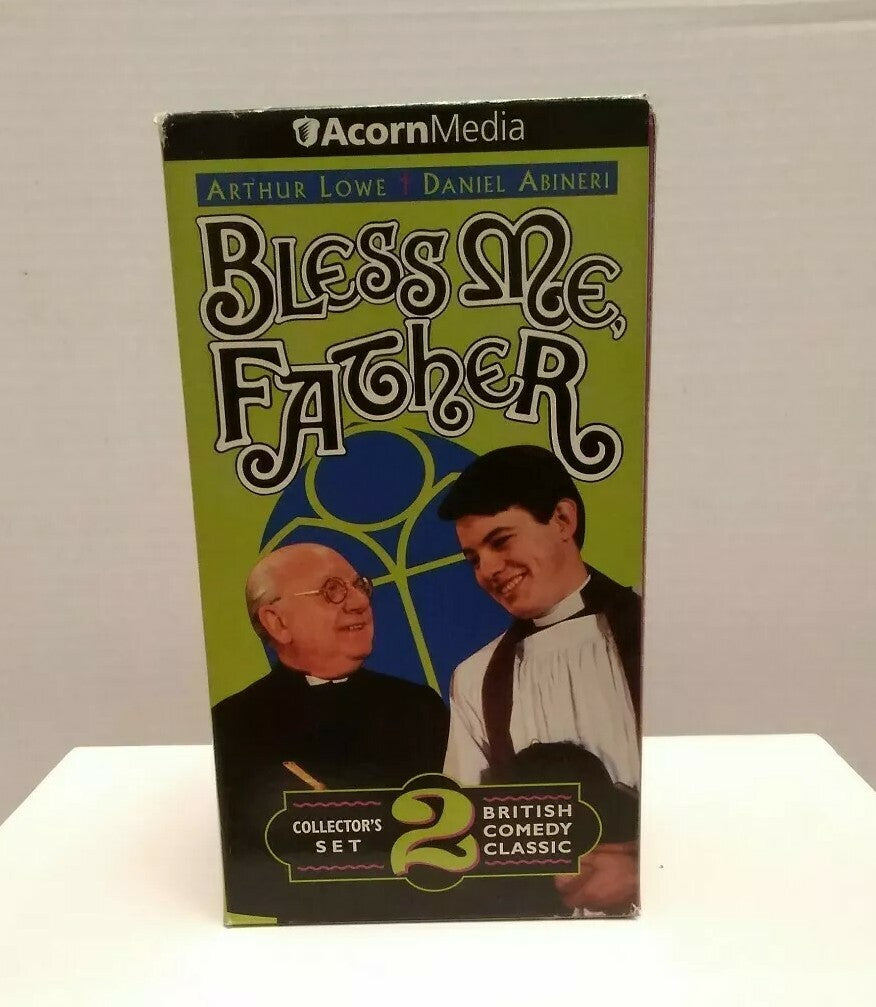 AcornMedia
ARTHUR LOWE † DANIEL ABINERI
BLESS ME,
FATHER
COLLECTOR'S
SET
2
BRITISH
COMEDY
CLASSIC